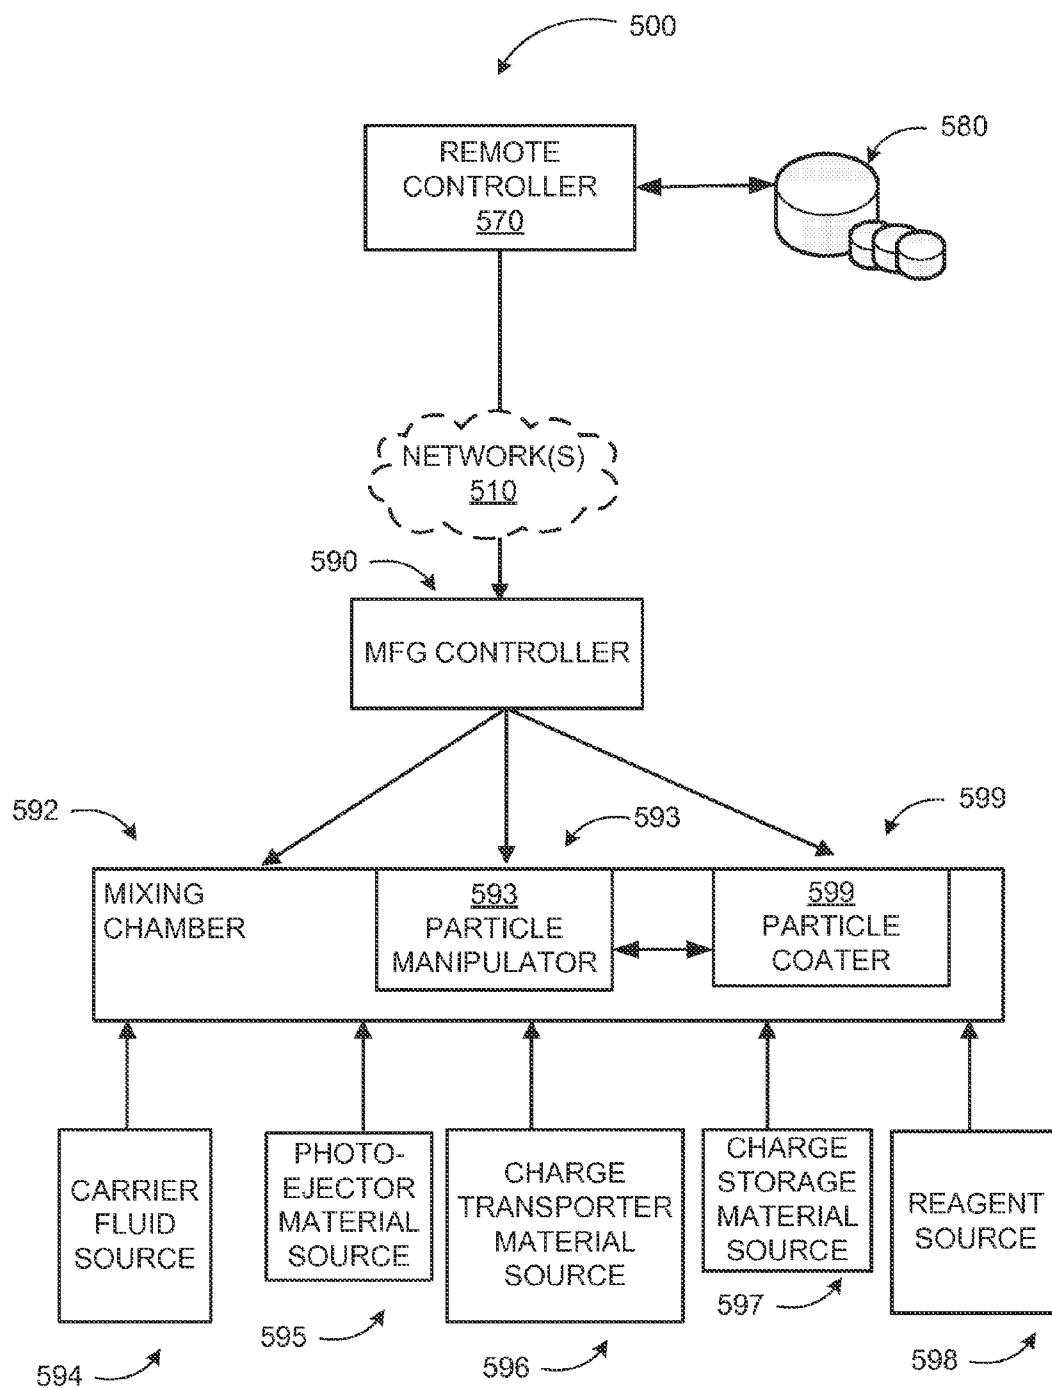 500
REMOTE
CONTROLLER
570
580
NETWORK(S)
510
590
MFG CONTROLLER
592
593
599
MIXING
CHAMBER
593
PARTICLE
MANIPULATOR
599
PARTICLE
COATER
CARRIER
FLUID
SOURCE
PHOTO-
EJECTOR
MATERIAL
SOURCE
CHARGE
TRANSPORTER
MATERIAL
SOURCE
CHARGE
STORAGE
MATERIAL
SOURCE
REAGENT
SOURCE
594
595
596
597
598